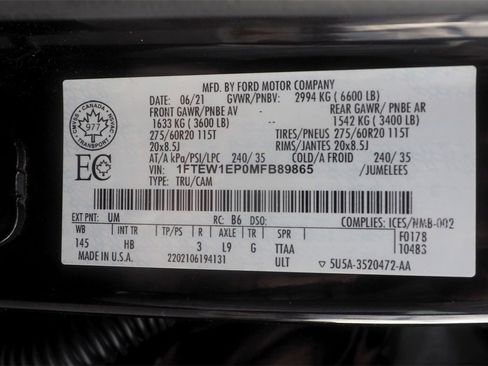 MFD. BY FORD MOTOR COMPANY
DATE: 06/21 GVWR/PNBV: 2994 KG ( 6600 LB)
FRONT GAWR/PNBE AV REAR GAWR/ PNBE AR
1633 KG ( 3600 LB) 1542 KG ( 3400 LB)
275/60R20 115T TIRES/PNEUS 275/60R20 115T
20x8.5J RIMS/JANTES 20x8.5J
AT/A kPa/PSI/LPC 240/ 35 COLD/A FROID 240/ 35
VIN: 1FTEW1EP0MFB89865 /JUMELEES
TYPE: TRU/CAM
CANADA
977
TRANSPORT
EC
EXT PNT: UM RC: B6 DSO: COMPLIES: ICES/NMB-002
WB INT TR TP/PS R AXLE TR SPR F0178
145 HB 3 L9 G TTAA 10483
MADE IN U.S.A. 2202106194131 ULT ▽ 5U5A-3520472-AA